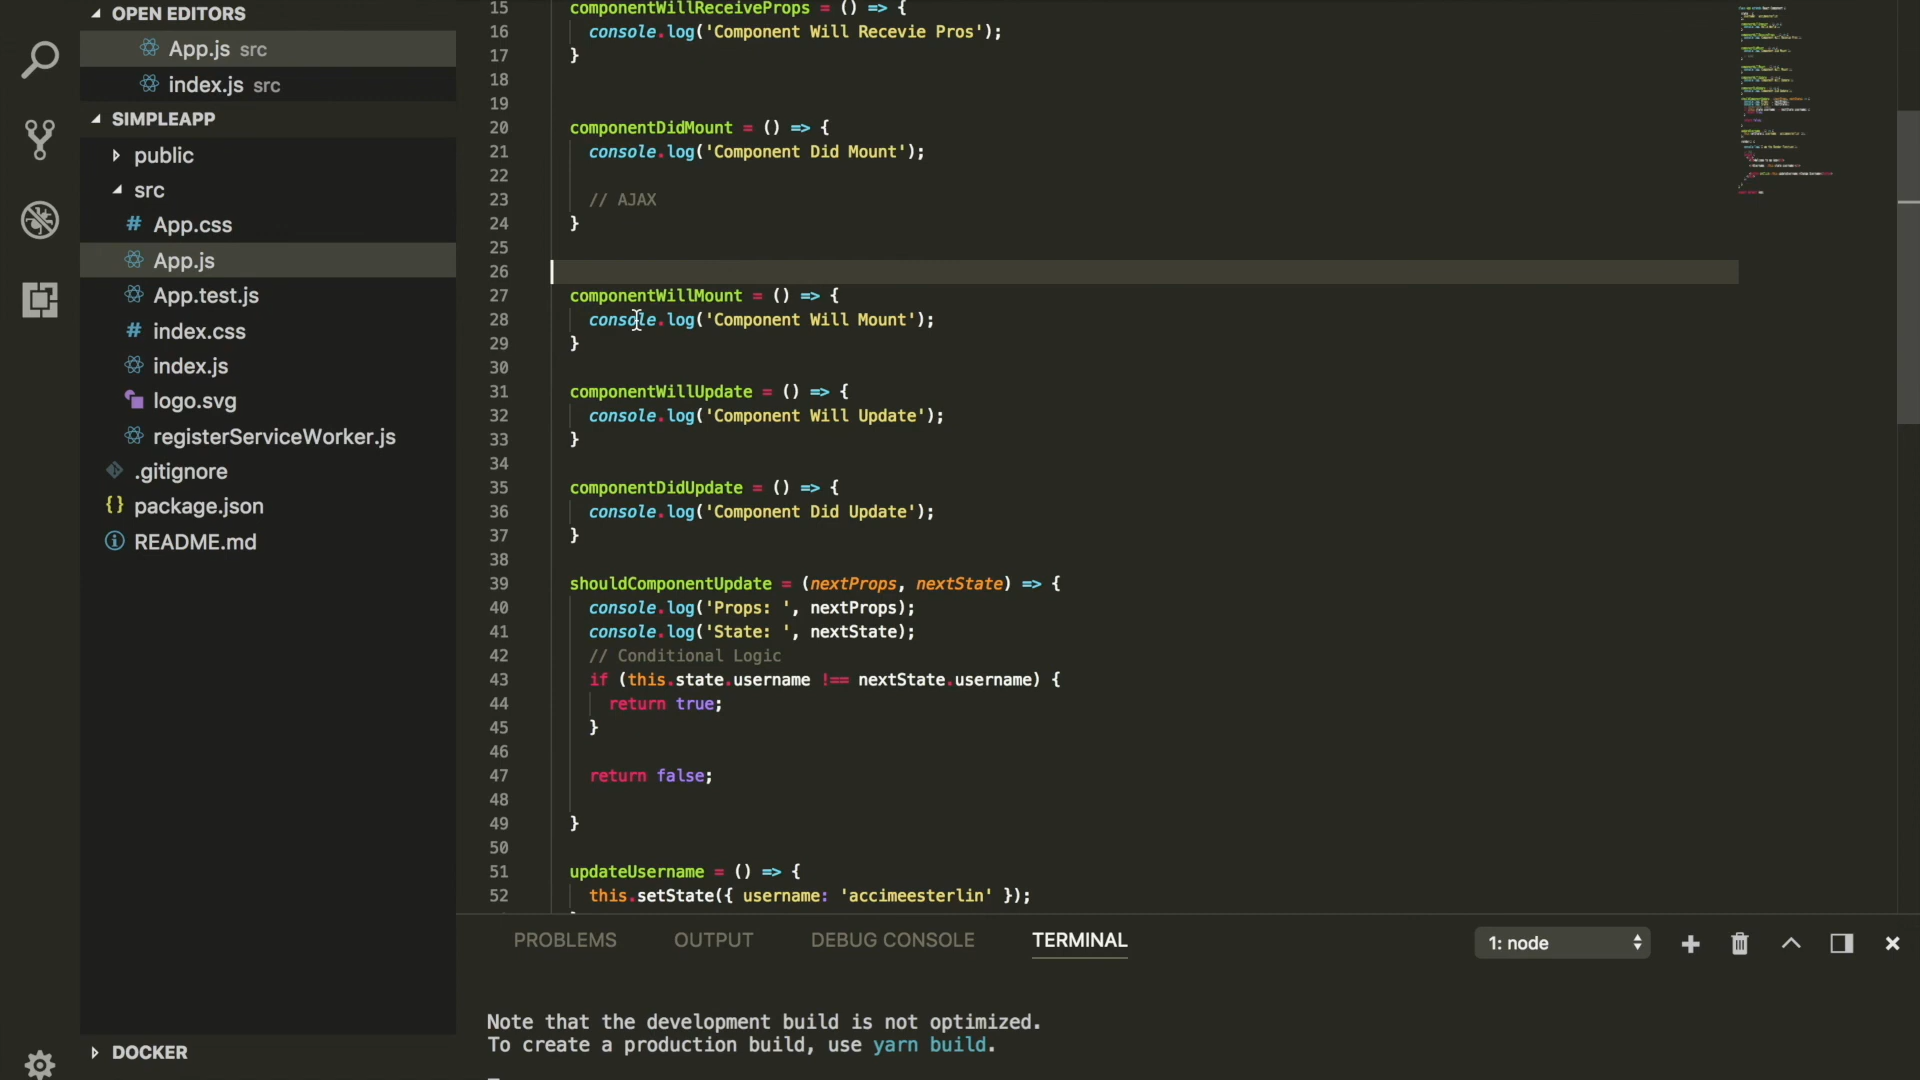 OPEN EDITORS
App.js src
index.js src
SIMPLEAPP
public
src
App.css
App.js
App.test.js
index.css
index.js
logo.svg
registerServiceWorker.js
.gitignore
package.json
README.md
DOCKER
15 componentWillReceiveProps = () => {
16 console.log('Component Will Recevie Pros');
17 }
18
19
20 componentDidMount = () => {
21 console.log('Component Did Mount');
22
23 // AJAX
24 }
25
26
27 componentWillMount = () => {
28 console.log('Component Will Mount');
29 }
30
31 componentWillUpdate = () => {
32 console.log('Component Will Update');
33 }
34
35 componentDidUpdate = () => {
36 console.log('Component Did Update');
37 }
38
39 shouldComponentUpdate = (nextProps, nextState) => {
40 console.log('Props: ', nextProps);
41 console.log('State: ', nextState);
42 // Conditional Logic
43 if (this.state.username !== nextState.username) {
44 return true;
45 }
46
47 return false;
48
49 }
50
51 updateUsername = () => {
52 this.setState({ username: 'accimeesterlin' });
PROBLEMS OUTPUT DEBUG CONSOLE TERMINAL 1: node
Note that the development build is not optimized.
To create a production build, use yarn build.